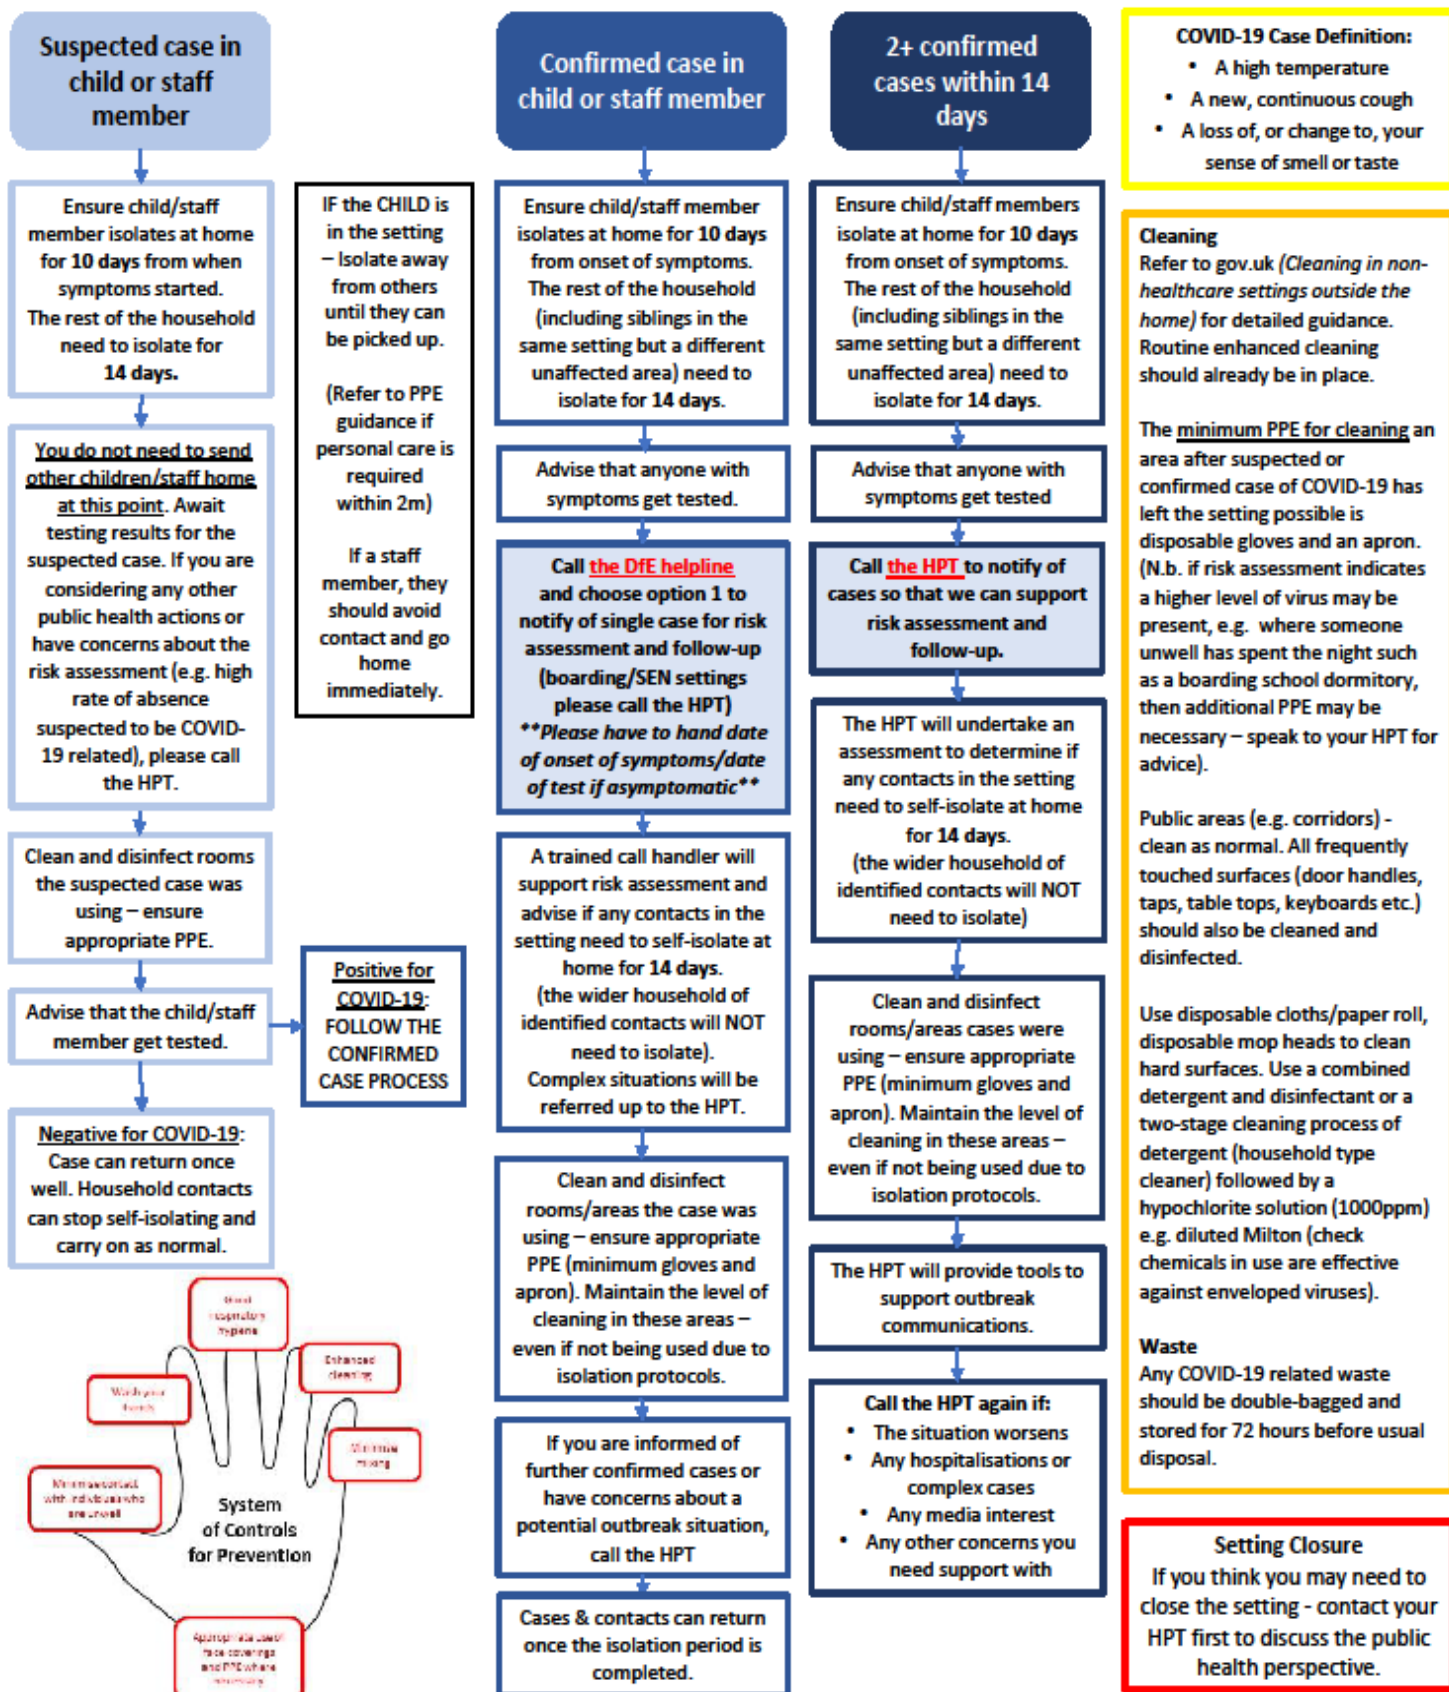 Suspected case in
child or staff
member
Ensure child/staff
member isolates at home
for 10 days from when
symptoms started.
The rest of the household
need to isolate for
14 days.
You do not need to send
other children/staff home
at this point. Await
testing results for the
suspected case. If you are
considering any other
public health actions or
have concerns about the
risk assessment (e.g. high
rate of absence
suspected to be COVID-
19 related), please call
the HPT.
Clean and disinfect rooms
the suspected case was
using – ensure
appropriate PPE.
Advise that the child/staff
member get tested.
Positive for
COVID-19:
FOLLOW THE
CONFIRMED
CASE PROCESS
Negative for COVID-19:
Case can return once
well. Household contacts
can stop self-isolating and
carry on as normal.
IF the CHILD is
in the setting
– Isolate away
from others
until they can
be picked up.
(Refer to PPE
guidance if
personal care is
required
within 2m)
If a staff
member, they
should avoid
contact and go
home
immediately.
Confirmed case in
child or staff member
Ensure child/staff member
isolates at home for 10 days
from onset of symptoms.
The rest of the household
(including siblings in the
same setting but a different
unaffected area) need to
isolate for 14 days.
Advise that anyone with
symptoms get tested.
Call the DfE helpline
and choose option 1 to
notify of single case for risk
assessment and follow-up
(boarding/SEN settings
please call the HPT)
**Please have to hand date
of onset of symptoms/date
of test if asymptomatic**
A trained call handler will
support risk assessment and
advise if any contacts in the
setting need to self-isolate at
home for 14 days.
(the wider household of
identified contacts will NOT
need to isolate).
Complex situations will be
referred up to the HPT.
Clean and disinfect
rooms/areas the case was
using – ensure appropriate
PPE (minimum gloves and
apron). Maintain the level of
cleaning in these areas –
even if not being used due to
isolation protocols.
If you are informed of
further confirmed cases or
have concerns about a
potential outbreak situation,
call the HPT
Cases & contacts can return
once the isolation period is
completed.
2+ confirmed
cases within 14
days
Ensure child/staff members
isolate at home for 10 days
from onset of symptoms.
The rest of the household
(including siblings in the
same setting but a different
unaffected area) need to
isolate for 14 days.
Advise that anyone with
symptoms get tested
Call the HPT to notify of
cases so that we can support
risk assessment and
follow-up.
The HPT will undertake an
assessment to determine if
any contacts in the setting
need to self-isolate at home
for 14 days.
(the wider household of
identified contacts will NOT
need to isolate)
Clean and disinfect
rooms/areas cases were
using – ensure appropriate
PPE (minimum gloves and
apron). Maintain the level of
cleaning in these areas –
even if not being used due to
isolation protocols.
The HPT will provide tools to
support outbreak
communications.
Call the HPT again if:
• The situation worsens
• Any hospitalisations or
complex cases
• Any media interest
• Any other concerns you
need support with
COVID-19 Case Definition:
• A high temperature
• A new, continuous cough
• A loss of, or change to, your
sense of smell or taste
Cleaning
Refer to gov.uk (Cleaning in non-
healthcare settings outside the
home) for detailed guidance.
Routine enhanced cleaning
should already be in place.
The minimum PPE for cleaning an
area after suspected or
confirmed case of COVID-19 has
left the setting possible is
disposable gloves and an apron.
(N.b. if risk assessment indicates
a higher level of virus may be
present, e.g. where someone
unwell has spent the night such
as a boarding school dormitory,
then additional PPE may be
necessary – speak to your HPT for
advice).
Public areas (e.g. corridors) -
clean as normal. All frequently
touched surfaces (door handles,
taps, table tops, keyboards etc.)
should also be cleaned and
disinfected.
Use disposable cloths/paper roll,
disposable mop heads to clean
hard surfaces. Use a combined
detergent and disinfectant or a
two-stage cleaning process of
detergent (household type
cleaner) followed by a
hypochlorite solution (1000ppm)
e.g. diluted Milton (check
chemicals in use are effective
against enveloped viruses).
Waste
Any COVID-19 related waste
should be double-bagged and
stored for 72 hours before usual
disposal.
Setting Closure
If you think you may need to
close the setting - contact your
HPT first to discuss the public
health perspective.
Good
respiratory
hygiene
Enhanced
cleaning
Wash your
hands
Minimise
mixing
Minimise contact
with individuals who
are unwell
System
of Controls
for Prevention
Appropriate use of
face coverings
and PPE where
necessary